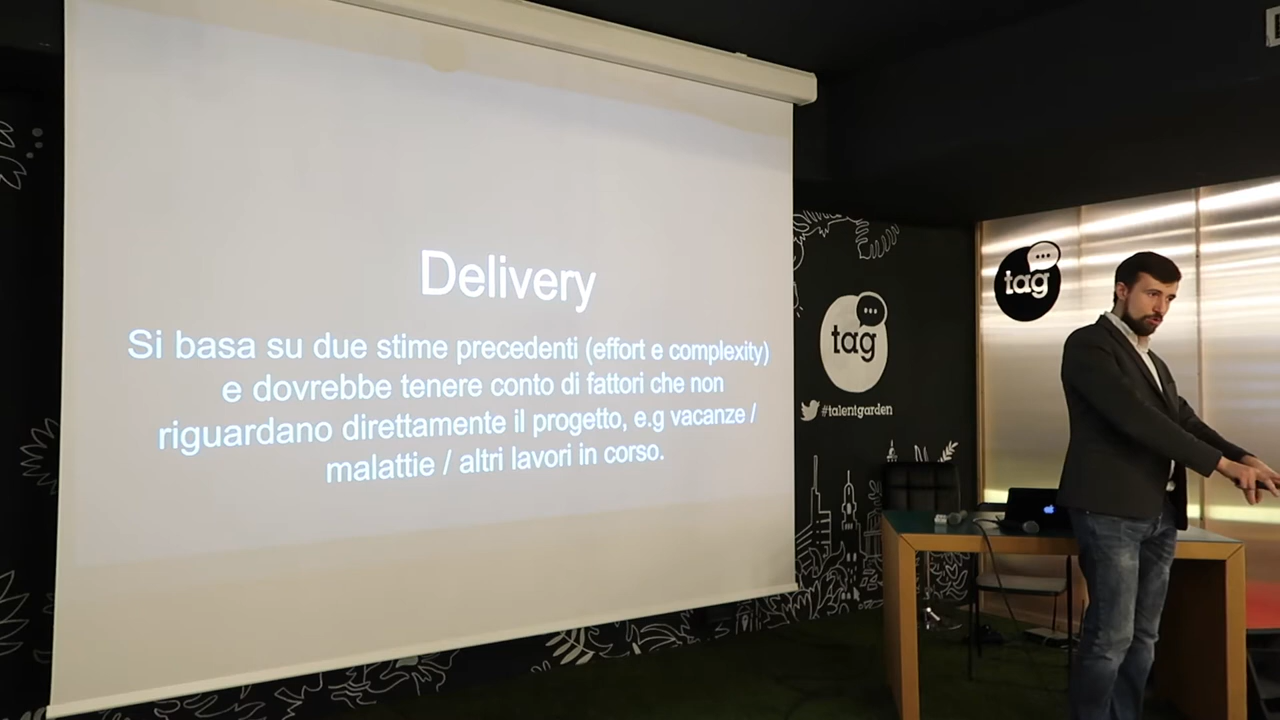 Delivery
Si basa su due stime precedenti (effort e complexity)
e dovrebbe tenere conto di fattori che non
riguardano direttamente il progetto, e.g vacanze /
malattie / altri lavori in corso.
tag
#talentgarden
tag